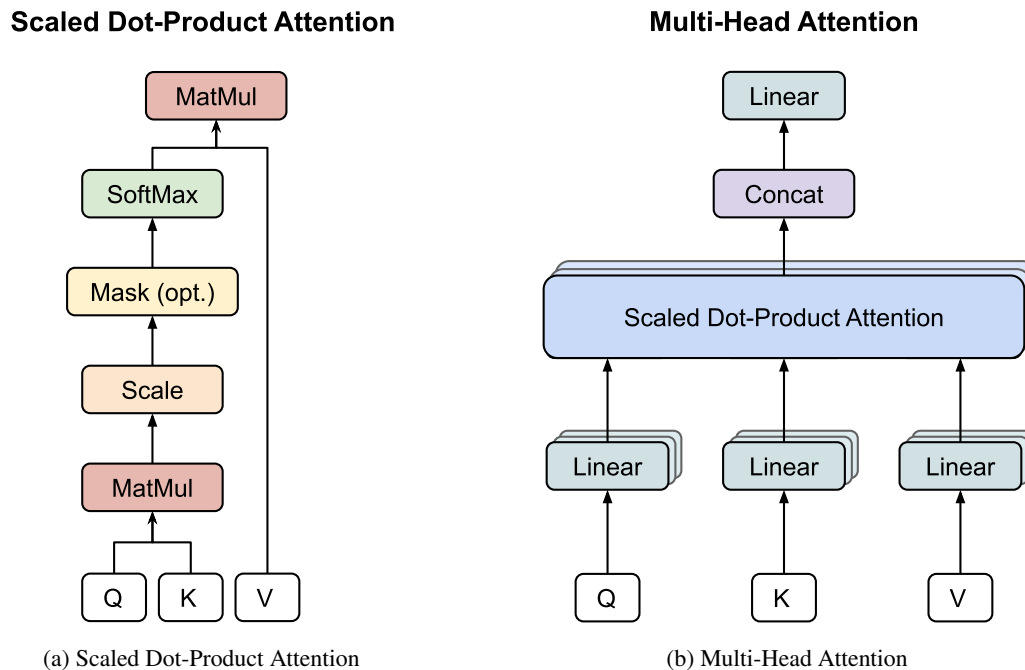 Scaled Dot-Product Attention
MatMul
SoftMax
Mask (opt.)
Scale
MatMul
Q K V
(a) Scaled Dot-Product Attention
Multi-Head Attention
Linear
Concat
Scaled Dot-Product Attention
Linear Linear Linear
Q K V
(b) Multi-Head Attention